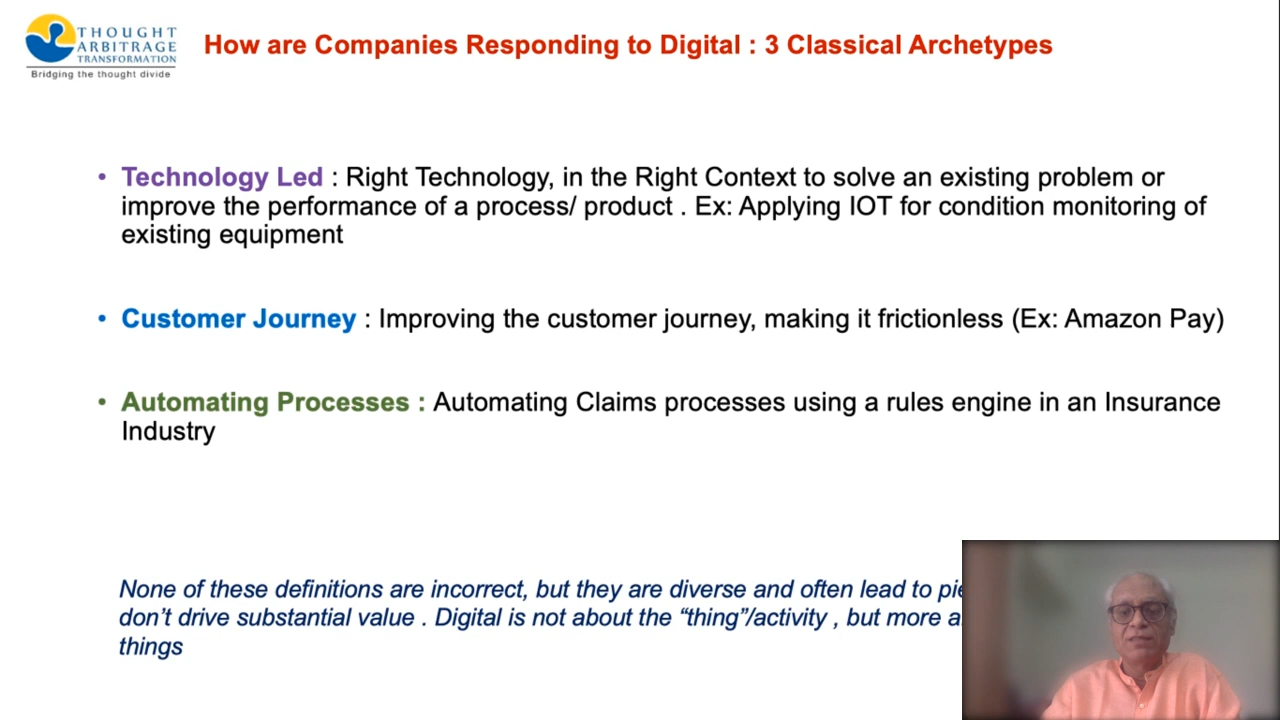 THOUGHT
ARBITRAGE
TRANSFORMATION
Bridging the thought divide
How are Companies Responding to Digital : 3 Classical Archetypes
• Technology Led : Right Technology, in the Right Context to solve an existing problem or
improve the performance of a process/ product . Ex: Applying IOT for condition monitoring of
existing equipment
• Customer Journey : Improving the customer journey, making it frictionless (Ex: Amazon Pay)
• Automating Processes : Automating Claims processes using a rules engine in an Insurance
Industry
None of these definitions are incorrect, but they are diverse and often lead to
don’t drive substantial value . Digital is not about the “thing”/activity , but more
things